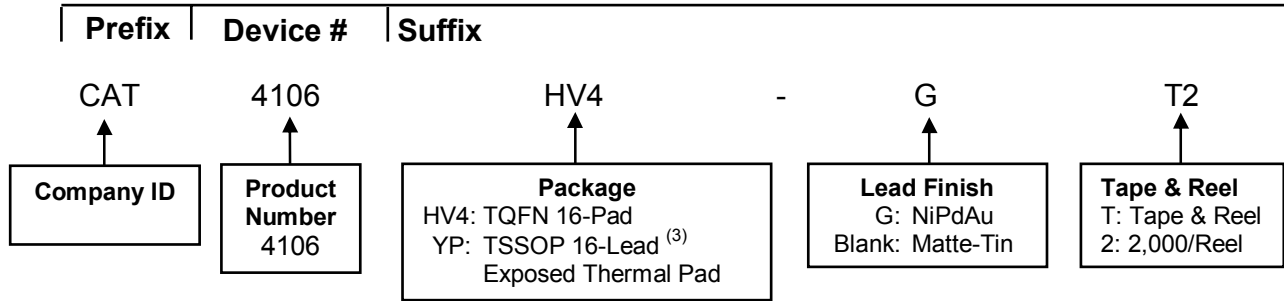 Prefix Device # Suffix
CAT 4106 HV4 - G T2
Company ID
Product
Number
4106
Package
HV4: TQFN 16-Pad
YP: TSSOP 16-Lead (3)
Exposed Thermal Pad
Lead Finish
G: NiPdAu
Blank: Matte-Tin
Tape & Reel
T: Tape & Reel
2: 2,000/Reel